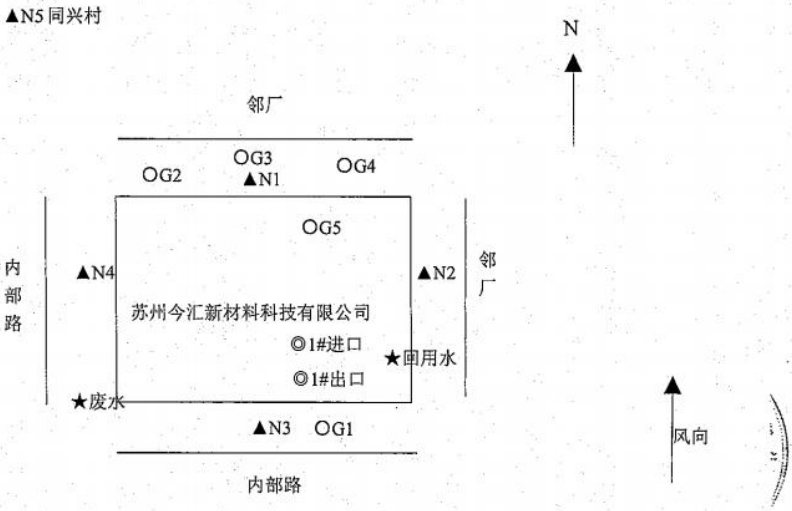 ▲N5同兴村
N
邻厂
○G2
○G3
○G4
▲N1
○G5
内部路
▲N4
▲N2
邻厂
苏州今汇新材料科技有限公司
◎1#进口
★回用水
◎1#出口
★废水
▲N3
○G1
风向
内部路